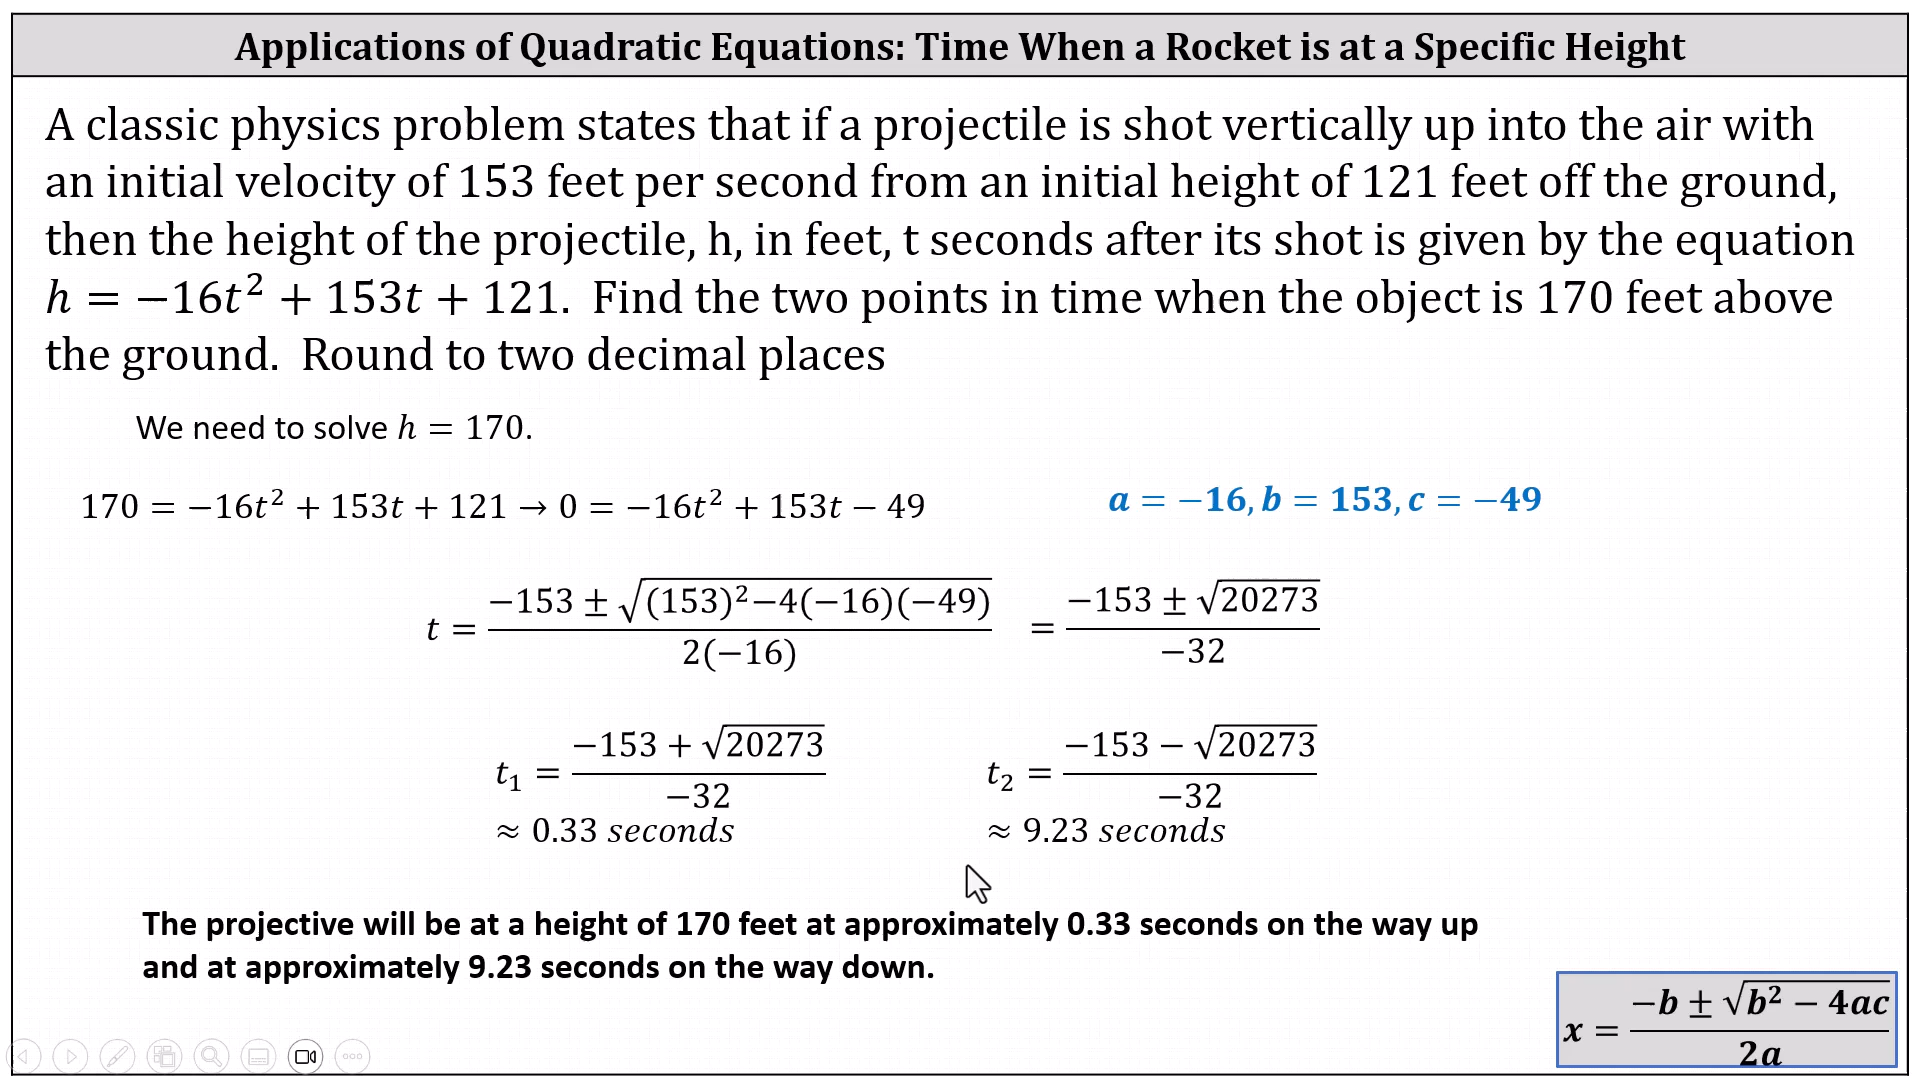 Applications of Quadratic Equations: Time When a Rocket is at a Specific Height
A classic physics problem states that if a projectile is shot vertically up into the air with
an initial velocity of 153 feet per second from an initial height of 121 feet off the ground,
then the height of the projectile, h, in feet, t seconds after its shot is given by the equation
h = −16t² + 153t + 121.  Find the two points in time when the object is 170 feet above
the ground.  Round to two decimal places
We need to solve h = 170.
170 = −16t² + 153t + 121 → 0 = −16t² + 153t − 49
a = −16, b = 153, c = −49
t = (−153 ± √((153)²−4(−16)(−49))) / (2(−16)) = (−153 ± √20273) / (−32)
t₁ = (−153 + √20273) / (−32)
≈ 0.33 seconds
t₂ = (−153 − √20273) / (−32)
≈ 9.23 seconds
The projective will be at a height of 170 feet at approximately 0.33 seconds on the way up
and at approximately 9.23 seconds on the way down.
x = (−b ± √(b² − 4ac)) / (2a)